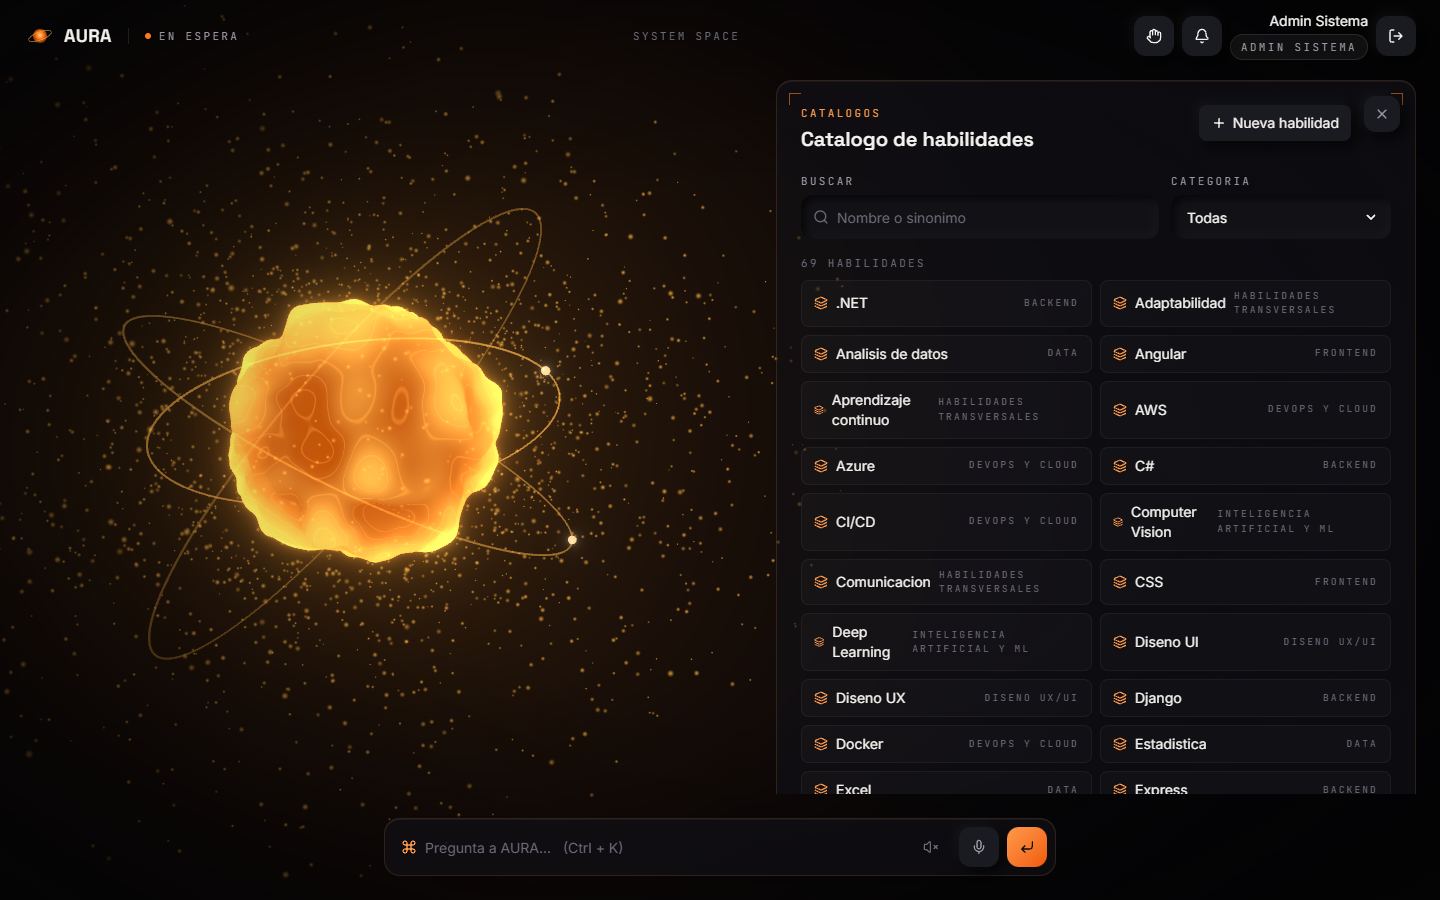 AURA
EN ESPERA
SYSTEM SPACE
Admin Sistema
ADMIN SISTEMA
CATALOGOS
Catalogo de habilidades
Nueva habilidad
BUSCAR
CATEGORIA
Nombre o sinonimo
Todas
69 HABILIDADES
.NET
BACKEND
Adaptabilidad
HABILIDADES
TRANSVERSALES
Analisis de datos
DATA
Angular
FRONTEND
Aprendizaje
continuo
HABILIDADES
TRANSVERSALES
AWS
DEVOPS Y CLOUD
Azure
DEVOPS Y CLOUD
C#
BACKEND
CI/CD
DEVOPS Y CLOUD
Computer
Vision
INTELIGENCIA
ARTIFICIAL Y ML
Comunicacion
HABILIDADES
TRANSVERSALES
CSS
FRONTEND
Deep
Learning
INTELIGENCIA
ARTIFICIAL Y ML
Diseno UI
DISENO UX/UI
Diseno UX
DISENO UX/UI
Django
BACKEND
Docker
DEVOPS Y CLOUD
Estadistica
DATA
Excel
DATA
Express
BACKEND
Pregunta a AURA... (Ctrl + K)